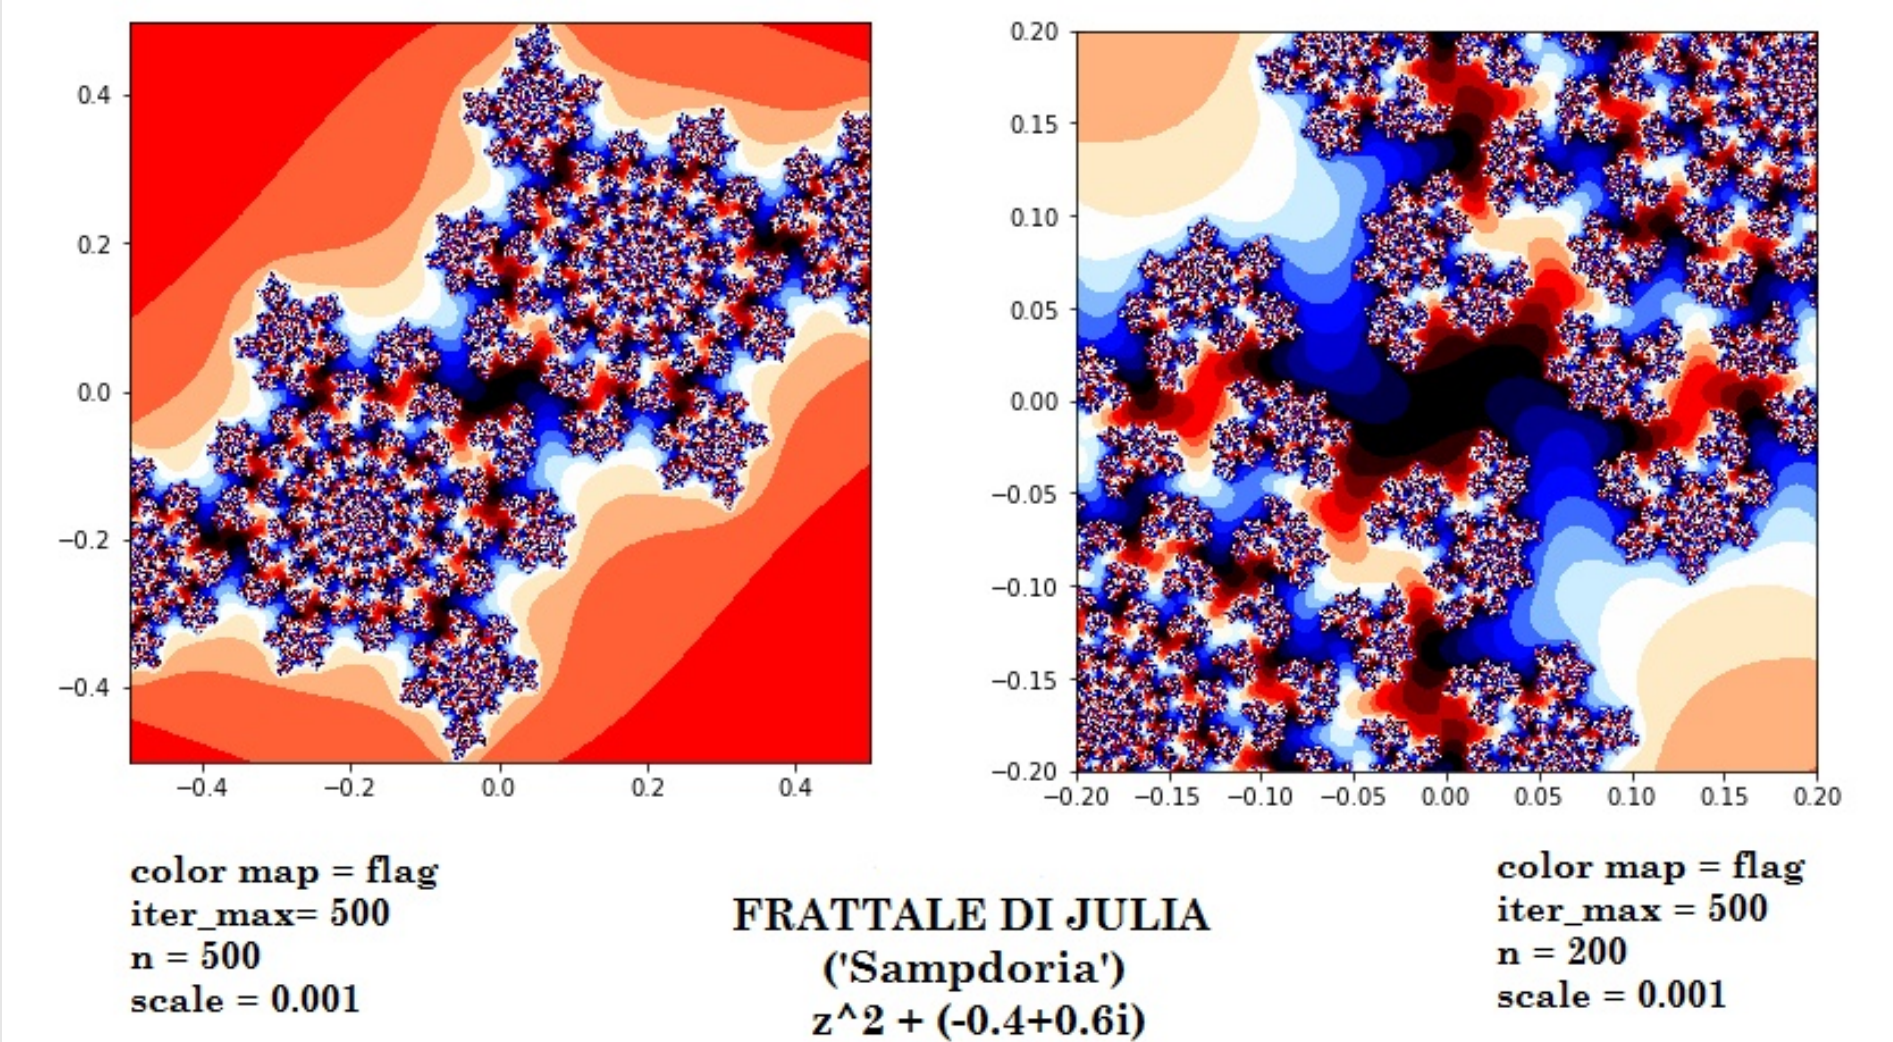 0.4
0.2
0.0
−0.2
−0.4
−0.4 −0.2 0.0 0.2 0.4
0.20
0.15
0.10
0.05
0.00
−0.05
−0.10
−0.15
−0.20
−0.20 −0.15 −0.10 −0.05 0.00 0.05 0.10 0.15 0.20
color map = flag
iter_max= 500
n = 500
scale = 0.001
FRATTALE DI JULIA
('Sampdoria')
z^2 + (-0.4+0.6i)
color map = flag
iter_max = 500
n = 200
scale = 0.001